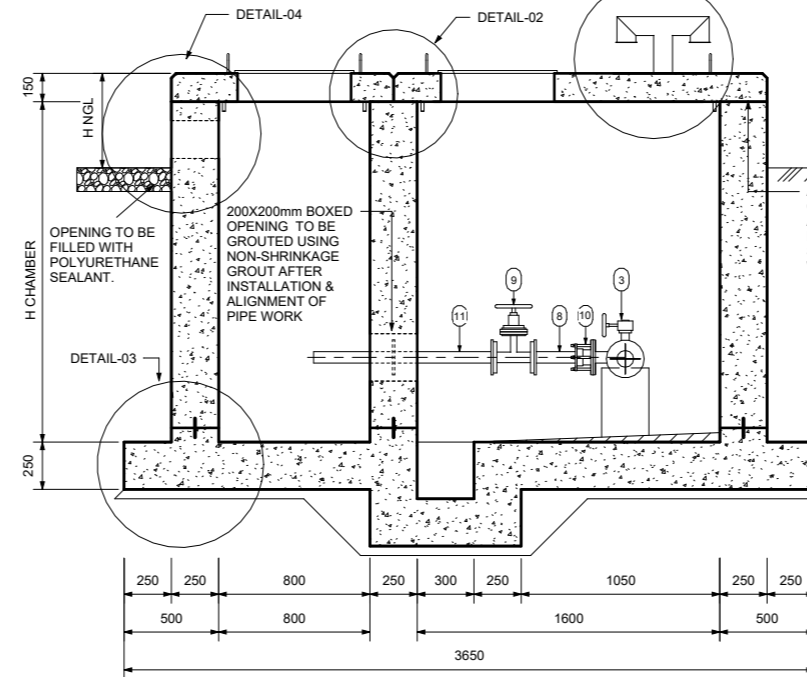 DETAIL-04
DETAIL-02
150
H NGL
H CHAMBER
OPENING TO BE
FILLED WITH
POLYURETHANE
SEALANT.
200X200mm BOXED
OPENING TO BE
GROUTED USING
NON-SHRINKAGE
GROUT AFTER
INSTALLATION &
ALIGNMENT OF
PIPE WORK
9
3
11
8
10
DETAIL-03
250
250 250 800 250 300 250 1050 250 250
500 800 1600 500
3650